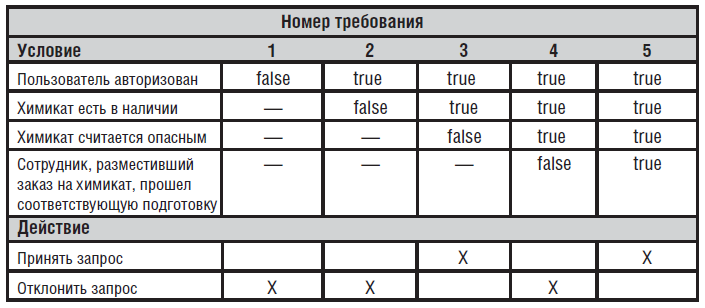 Номер требования
Условие 1 2 3 4 5
Пользователь авторизован false true true true true
Химикат есть в наличии — false true true true
Химикат считается опасным — — false true true
Сотрудник, разместивший — — — false true
заказ на химикат, прошел
соответствующую подготовку
Действие
Принять запрос X X
Отклонить запрос X X X